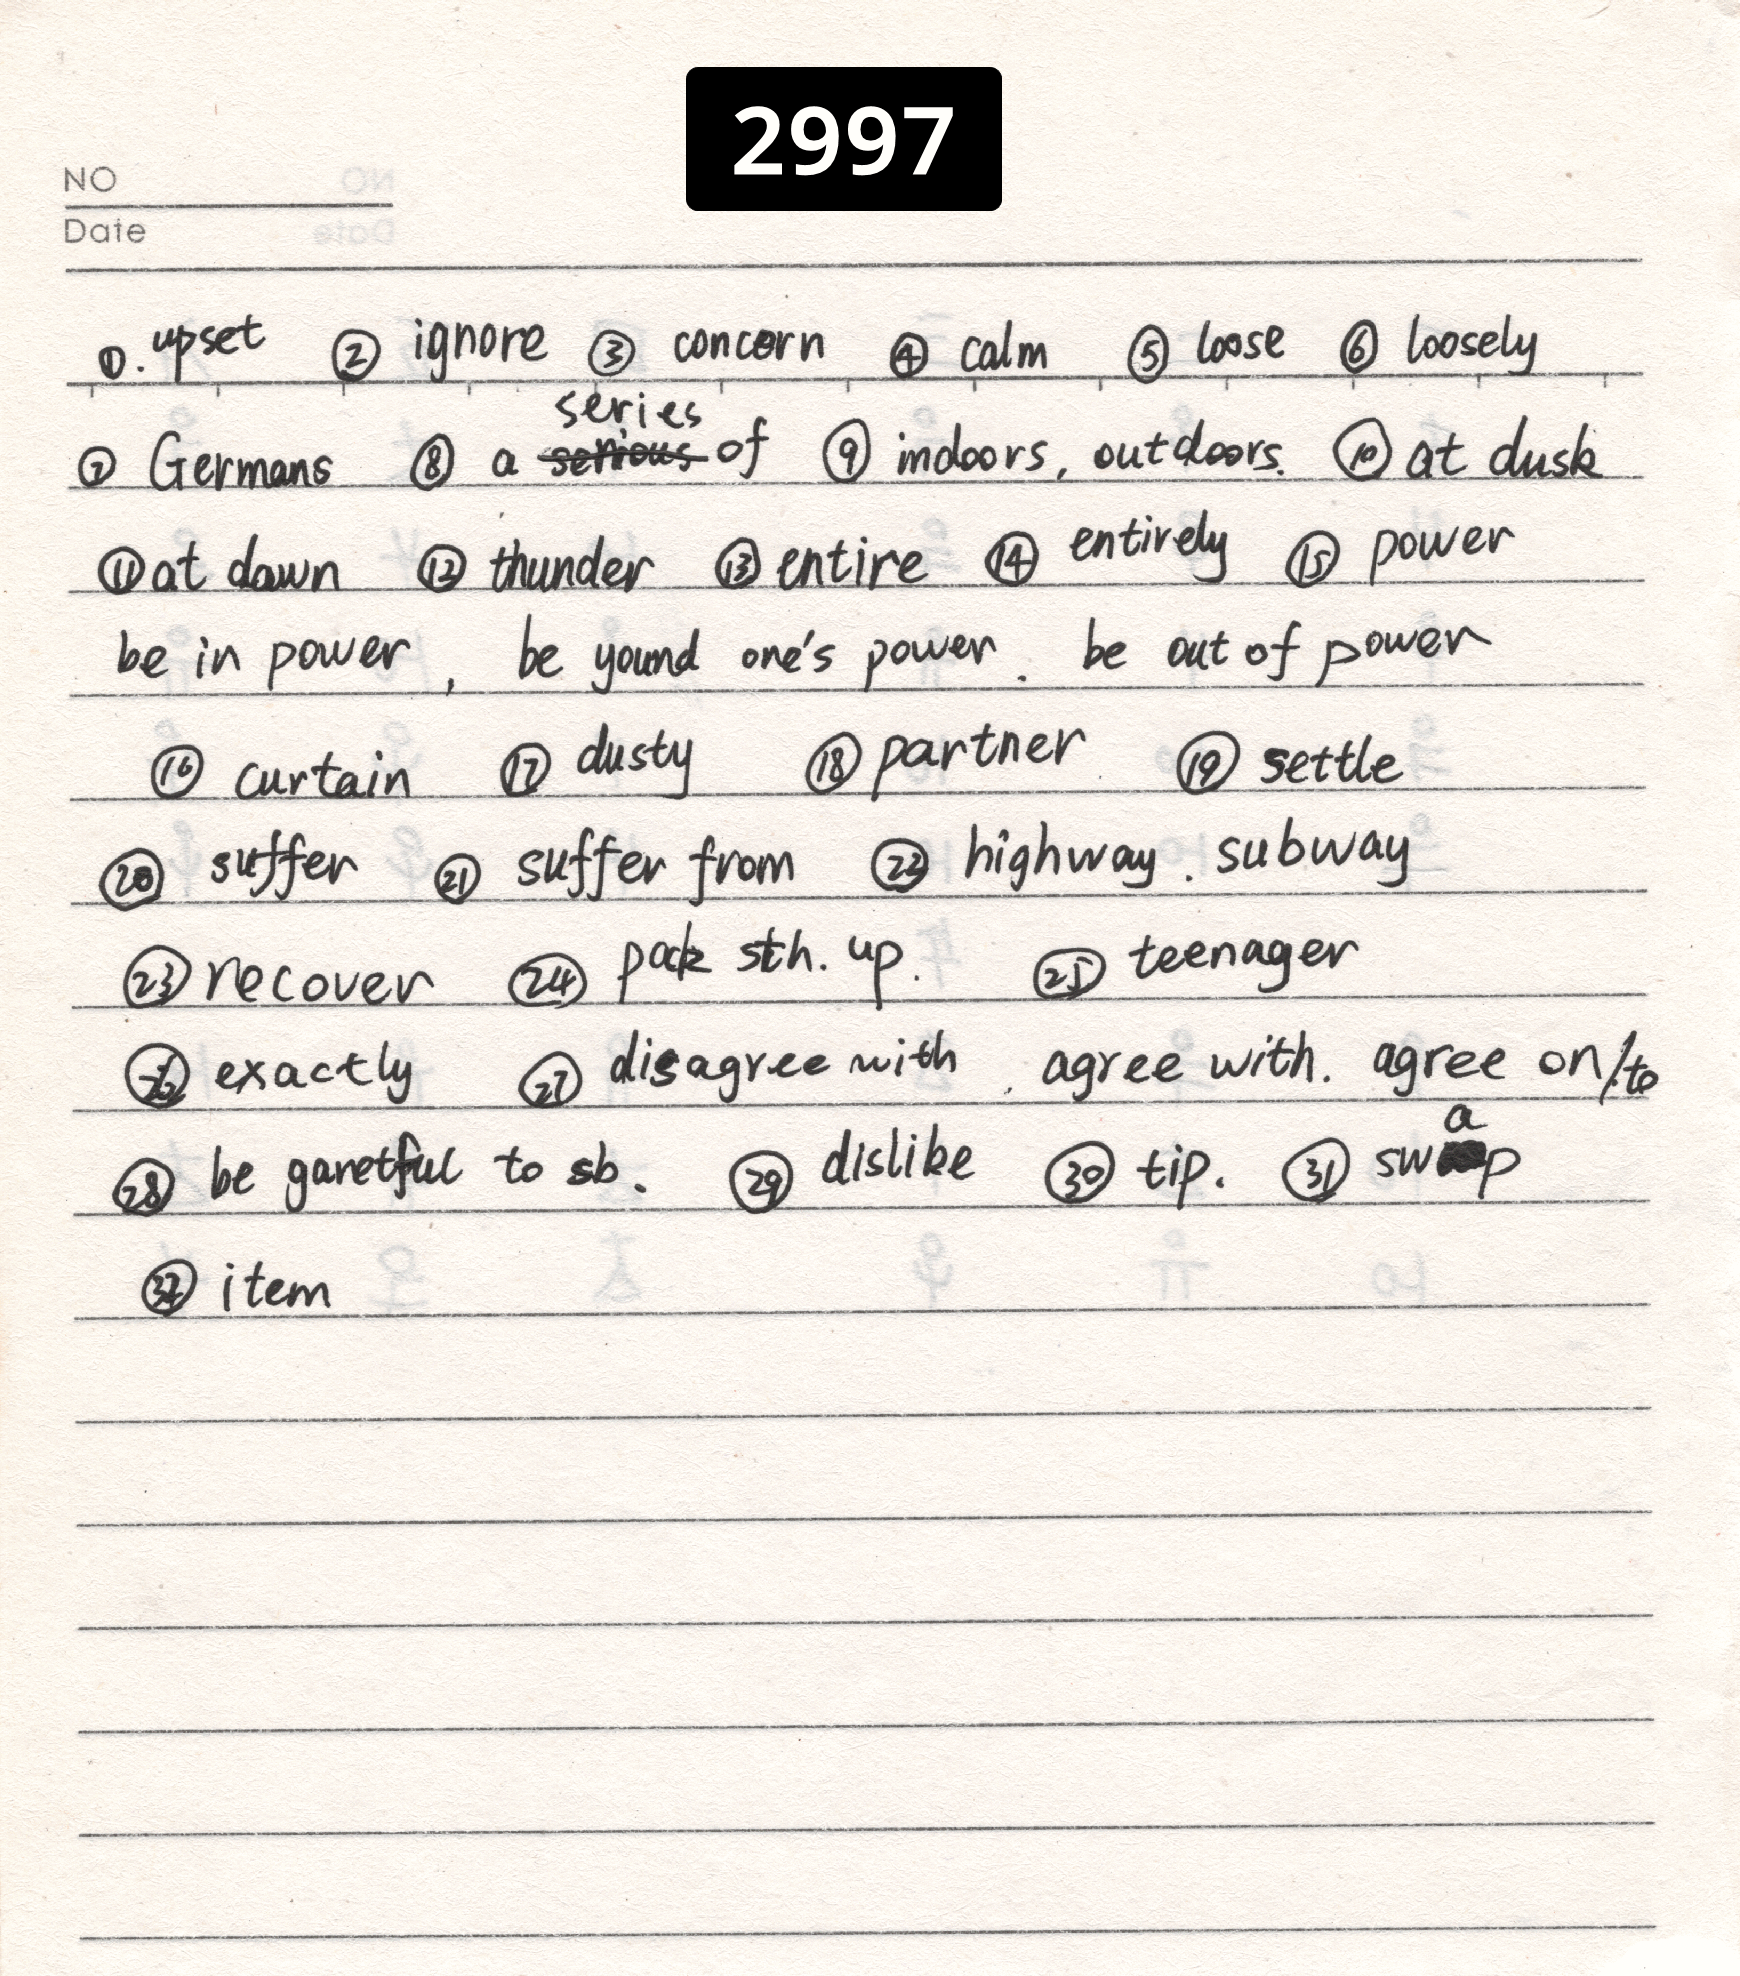 2997
NO
Date
①. upset ② ignore ③ concern ④ calm ⑤ loose ⑥ loosely
⑦ Germans ⑧ a series of ⑨ indoors, outdoors. ⑩ at dusk
⑪ at dawn ⑫ thunder ⑬ entire ⑭ entirely ⑮ power
be in power, be yound one's power. be out of power
⑯ curtain ⑰ dusty ⑱ partner ⑲ settle
⑳ suffer ㉑ suffer from ㉒ highway. subway
㉓ recover ㉔ pack sth. up. ㉕ teenager
㉖ exactly ㉗ disagree with. agree with. agree on/to
㉘ be garetful to sb. ㉙ dislike ㉚ tip. ㉛ swap
㉜ item